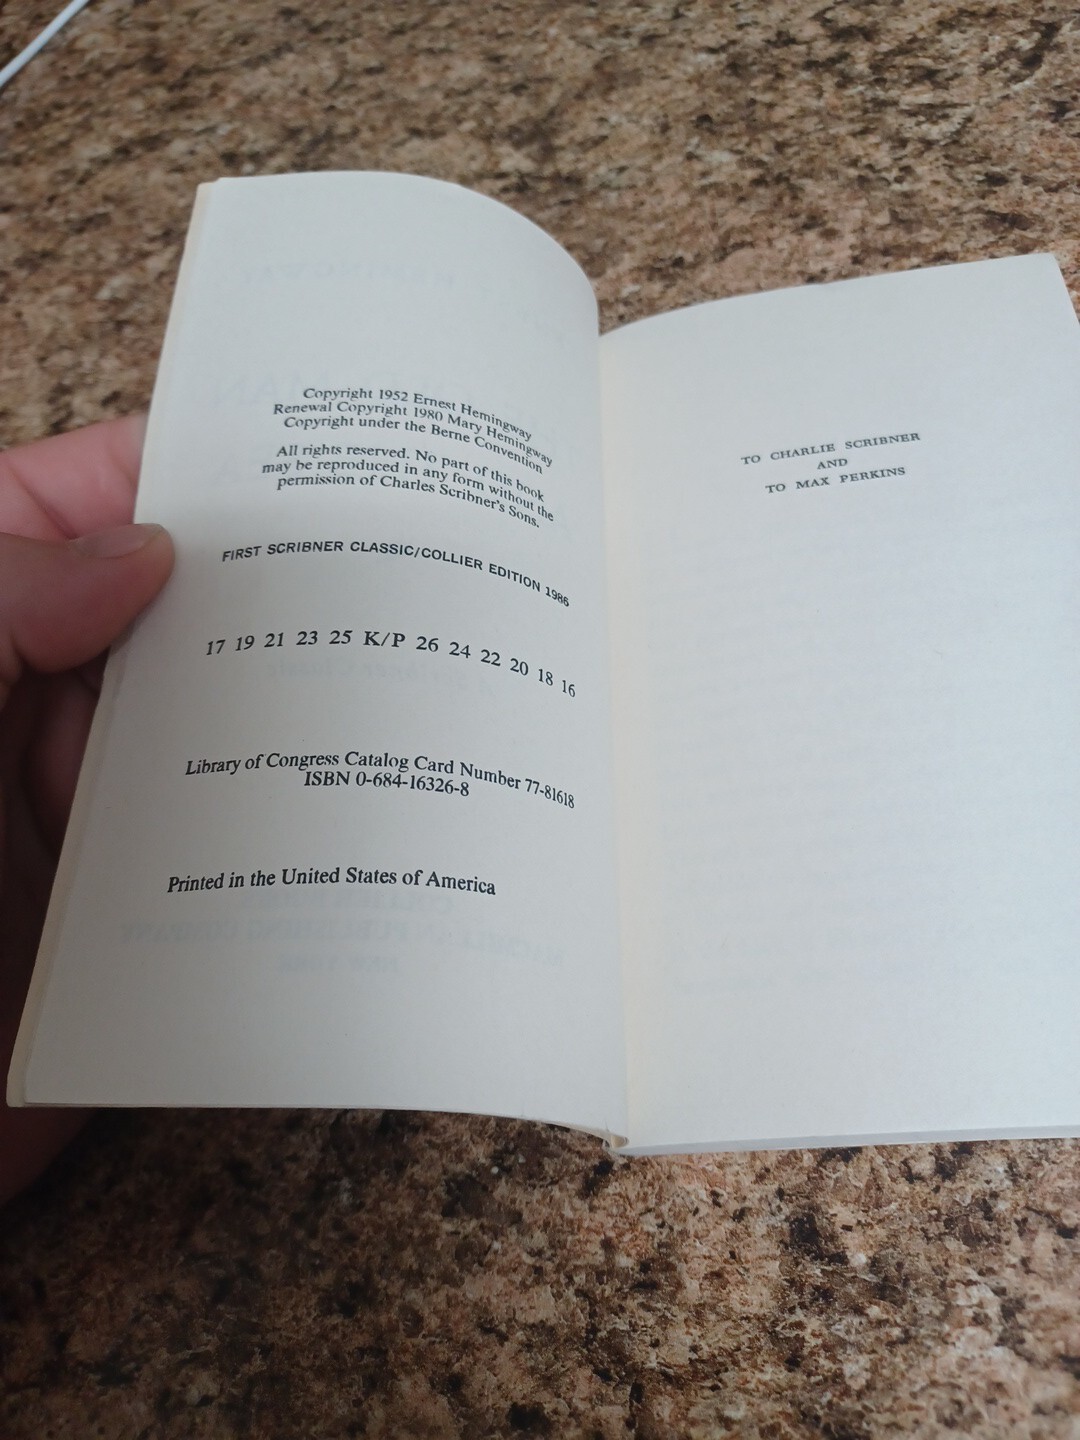 Copyright 1952 Ernest Hemingway
Renewal Copyright 1980 Mary Hemingway
Copyright under the Berne Convention
All rights reserved. No part of this book
may be reproduced in any form without the
permission of Charles Scribner's Sons.
FIRST SCRIBNER CLASSIC/COLLIER EDITION 1986
17 19 21 23 25 K/P 26 24 22 20 18 16
Library of Congress Catalog Card Number 77-81618
ISBN 0-684-16326-8
Printed in the United States of America
TO CHARLIE SCRIBNER
AND
TO MAX PERKINS